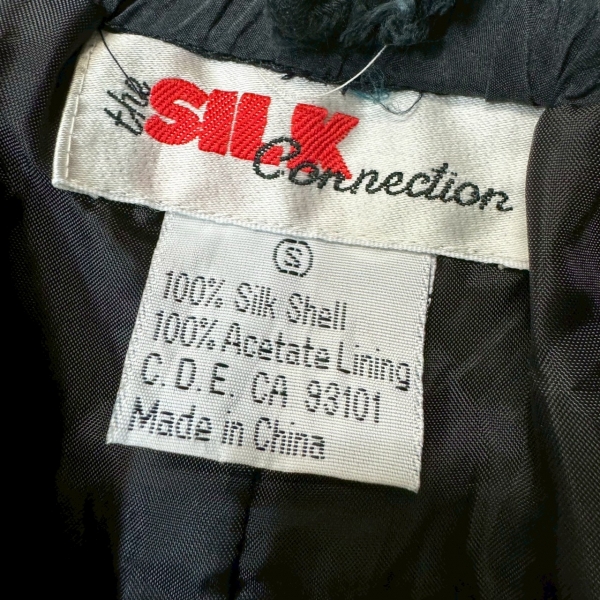 the SILK
Connection
S
100% Silk Shell
100% Acetate Lining
C.D.E. CA 93101
Made in China